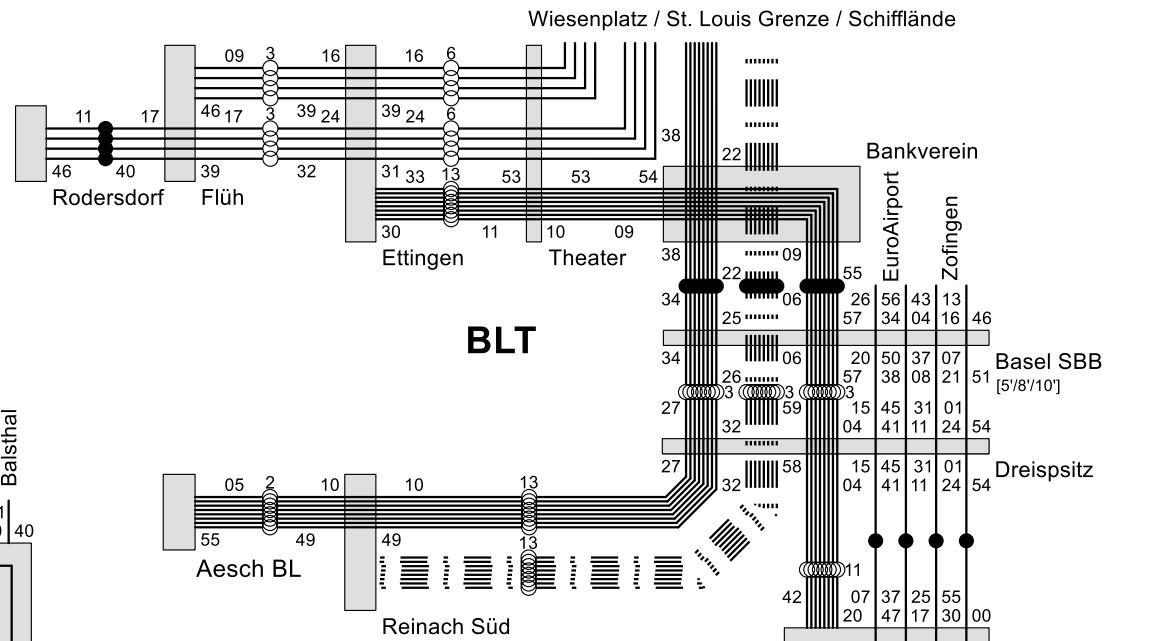 Wiesenplatz / St. Louis Grenze / Schifflände
09 3 16 16 6
46 17 3 39 24 39 24 6
11 17
46 40 39 32 31 33 13 53 53 54
38
22
Bankverein
Rodersdorf Flüh
30 11 10 09
Ettingen Theater
38 09
EuroAirport
Zofingen
22 55
34 06 26 56 43 13
25 57 34 04 16 46
BLT
34 06 20 50 37 07
Basel SBB
26 57 38 08 21 51
[5'/8'/10']
3 3 3
27 59 15 45 31 01
32 04 41 11 24 54
27 58 15 45 31 01
Dreispsitz
32 04 41 11 24 54
Balsthal
05 2 10 10 13
40
55 49 49 13
Aesch BL
11
42 07 37 25 55
20 47 17 30 00
Reinach Süd